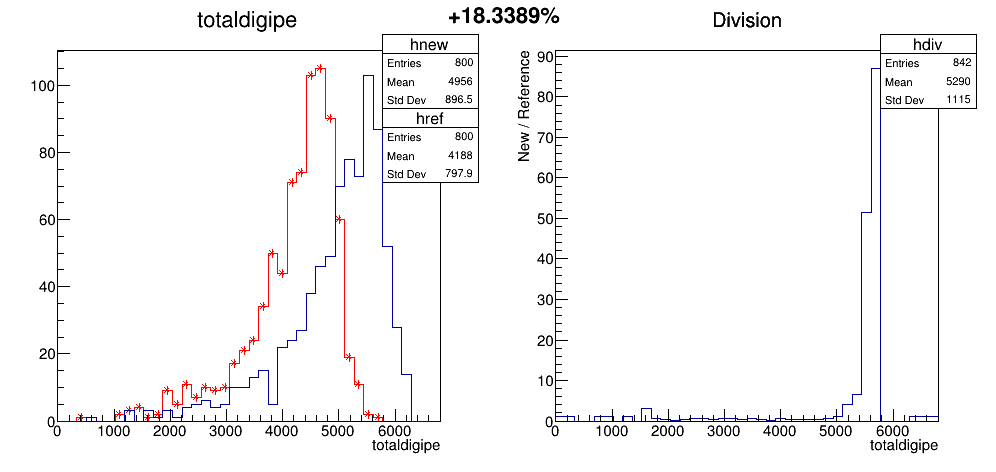 totaldigipe
+18.3389%
Division
hnew
Entries 800
Mean 4956
Std Dev 896.5
href
Entries 800
Mean 4188
Std Dev 797.9
100
80
60
40
20
0
0 1000 2000 3000 4000 5000 6000
totaldigipe
hdiv
Entries 842
Mean 5290
Std Dev 1115
New / Reference
90
80
70
60
50
40
30
20
10
0
0 1000 2000 3000 4000 5000 6000
totaldigipe